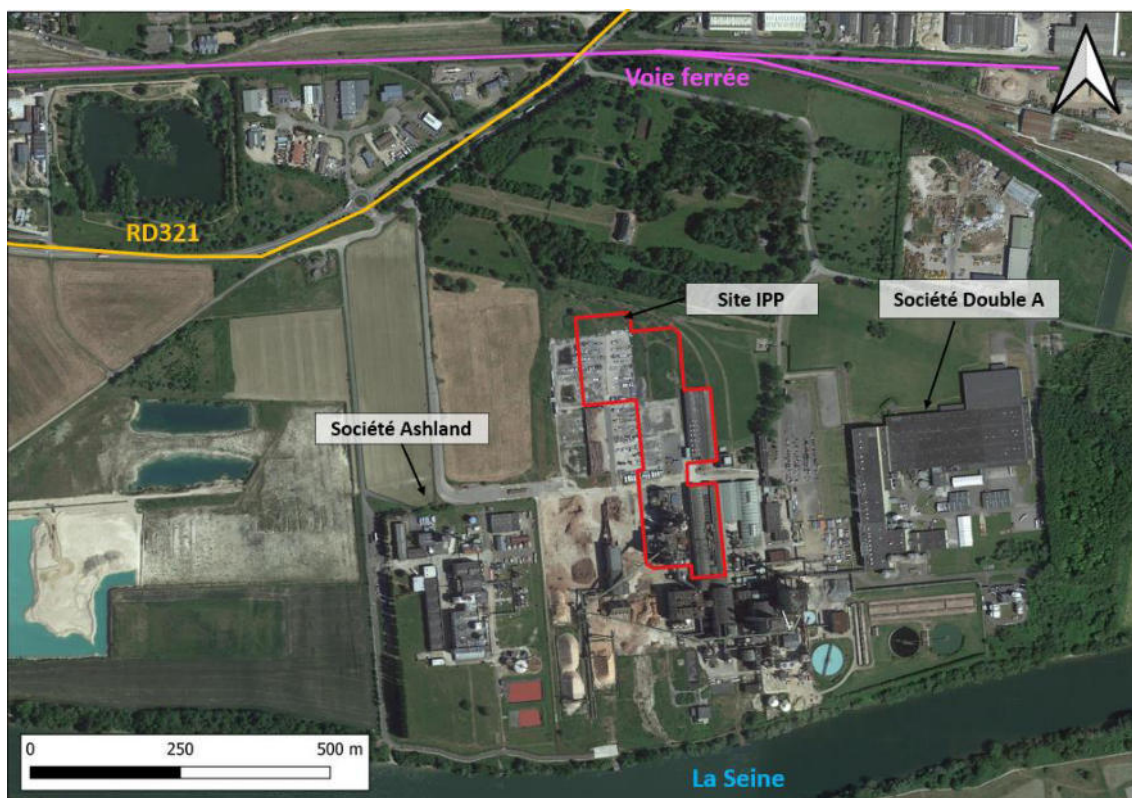 Voie ferrée
RD321
Site IPP
Société Double A
Société Ashland
0 250 500 m
La Seine